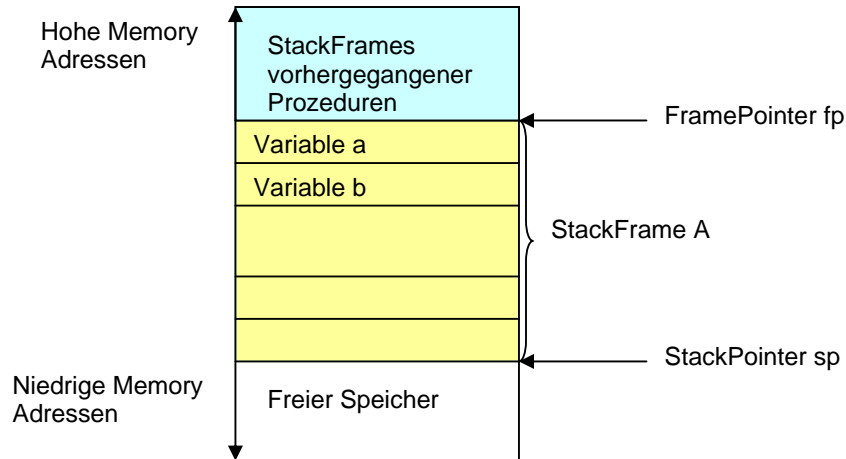 Hohe Memory
Adressen
StackFrames
vorhergegangener
Prozeduren
FramePointer fp
Variable a
Variable b
StackFrame A
StackPointer sp
Niedrige Memory
Adressen
Freier Speicher